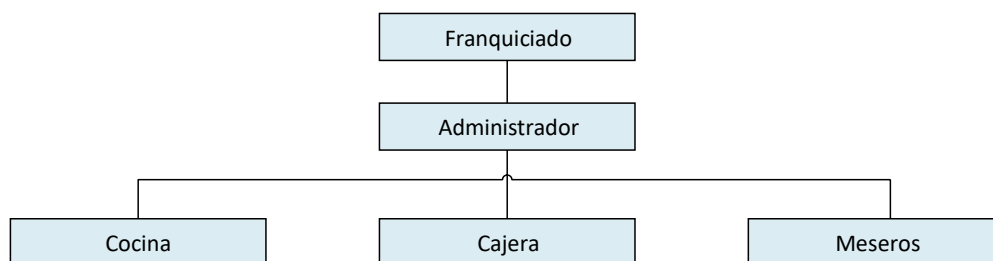 Franquiciado
Administrador
Cocina
Cajera
Meseros